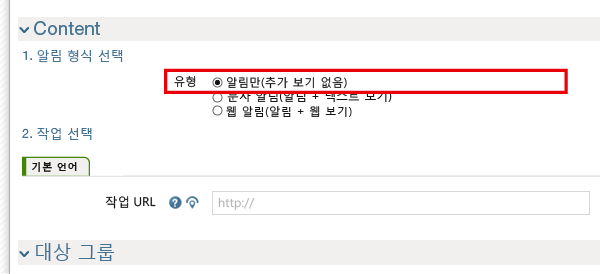 Content
1. 알림 형식 선택
유형 알림만(추가 보기 없음)
문자 알림(알림 + 텍스트 보기)
웹 알림(알림 + 웹 보기)
2. 작업 선택
기본 언어
작업 URL ? http://
대상 그룹